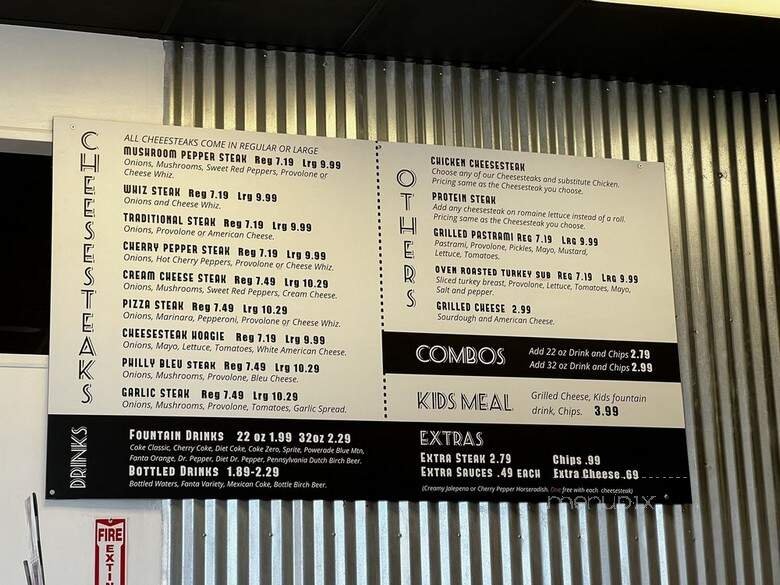 CHEESESTEAKS
ALL CHEEESTEAKS COME IN REGULAR OR LARGE
MUSHROOM PEPPER STEAK Reg 7.19 Lrg 9.99
Onions, Mushrooms, Sweet Red Peppers, Provolone or
Cheese Whiz.
WHIZ STEAK Reg 7.19 Lrg 9.99
Onions and Cheese Whiz.
TRADITIONAL STEAK Reg 7.19 Lrg 9.99
Onions, Provolone or American Cheese.
CHERRY PEPPER STEAK Reg 7.19 Lrg 9.99
Onions, Hot Cherry Peppers, Provolone or Cheese Whiz.
CREAM CHEESE STEAK Reg 7.49 Lrg 10.29
Onions, Mushrooms, Sweet Red Peppers, Cream Cheese.
PIZZA STEAK Reg 7.49 Lrg 10.29
Onions, Marinara, Pepperoni, Provolone or Cheese Whiz.
CHEESESTEAK HOAGIE Reg 7.19 Lrg 9.99
Onions, Mayo, Lettuce, Tomatoes, White American Cheese.
PHILLY BLEU STEAK Reg 7.49 Lrg 10.29
Onions, Mushrooms, Provolone, Bleu Cheese.
GARLIC STEAK Reg 7.49 Lrg 10.29
Onions, Mushrooms, Provolone, Tomatoes, Garlic Spread.
OTHERS
CHICKEN CHEESESTEAK
Choose any of our Cheesesteaks and substitute Chicken.
Pricing same as the Cheesesteak you choose.
PROTEIN STEAK
Add any cheesesteak on romaine lettuce instead of a roll.
Pricing same as the Cheesesteak you choose.
GRILLED PASTRAMI Reg 7.19 Lrg 9.99
Pastrami, Provolone, Pickles, Mayo, Mustard,
Lettuce, Tomatoes.
OVEN ROASTED TURKEY SUB Reg 7.19 Lrg 9.99
Sliced turkey breast, Provolone, Lettuce, Tomatoes, Mayo,
Salt and pepper.
GRILLED CHEESE 2.99
Sourdough and American Cheese.
COMBOS
Add 22 oz Drink and Chips 2.79
Add 32 oz Drink and Chips 2.99
KIDS MEAL
Grilled Cheese, Kids fountain
drink, Chips. 3.99
DRINKS
FOUNTAIN DRINKS 22 oz 1.99 32oz 2.29
Coke Classic, Cherry Coke, Diet Coke, Coke Zero, Sprite, Powerade Blue Mtn,
Fanta Orange, Dr. Pepper, Diet Dr. Pepper, Pennsylvania Dutch Birch Beer.
BOTTLED DRINKS 1.89-2.29
Bottled Waters, Fanta Variety, Mexican Coke, Bottle Birch Beer.
EXTRAS
EXTRA STEAK 2.79 Chips .99
EXTRA SAUCES .49 EACH Extra Cheese .69
(Creamy Jalepeno or Cherry Pepper Horseradish. One free with each cheesesteak)
menupix
FIRE
EXTIN